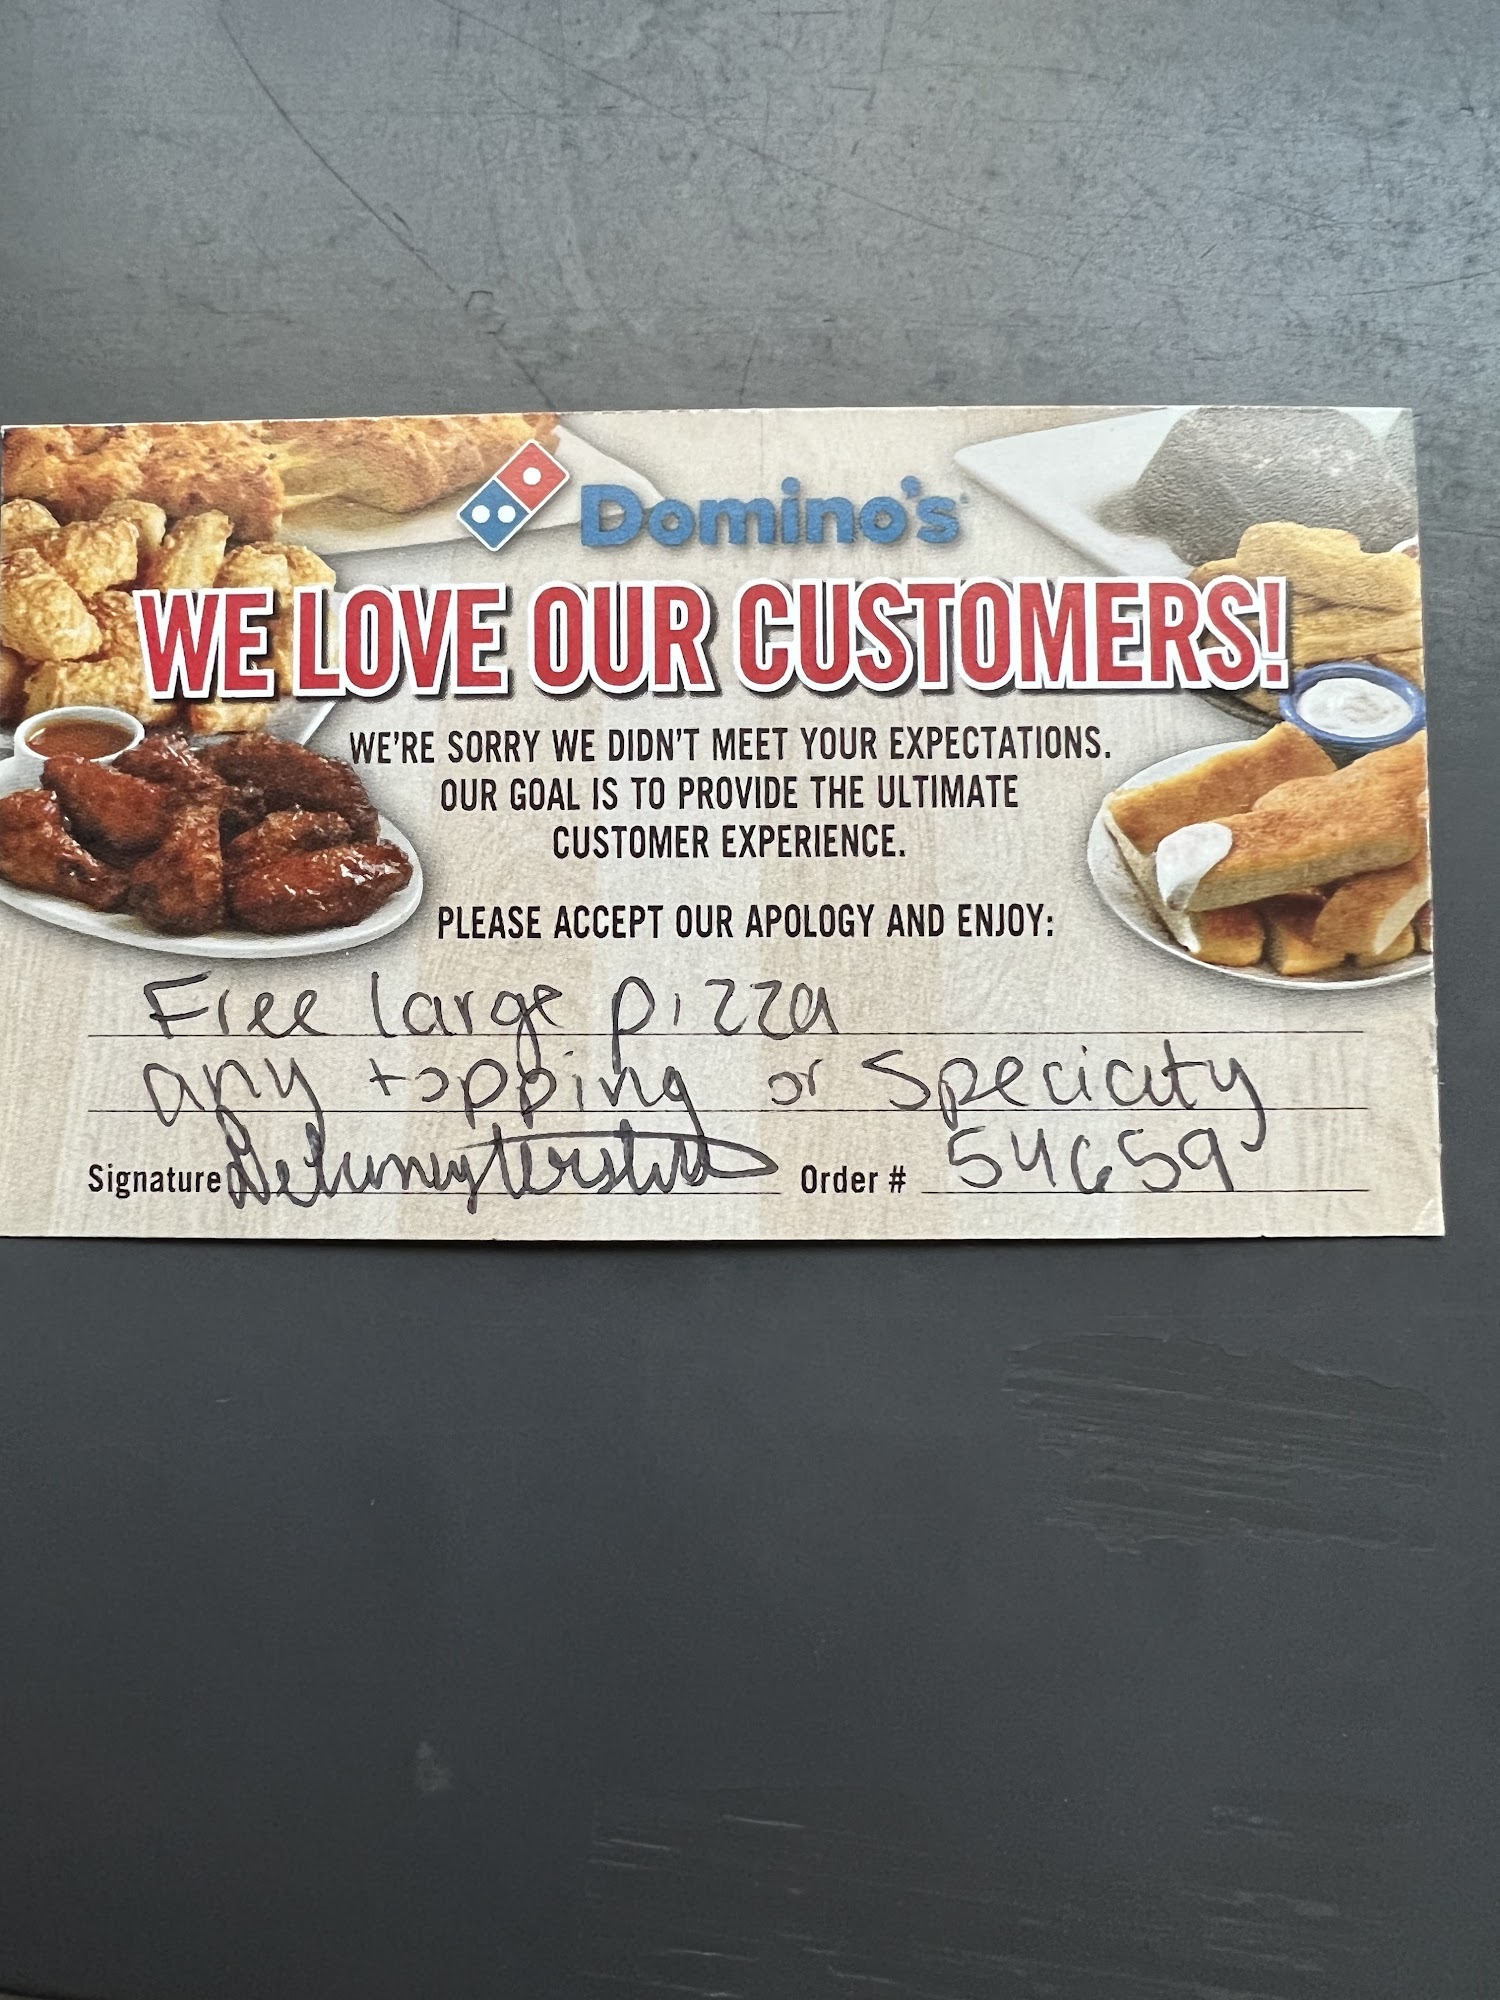 Domino's
WE LOVE OUR CUSTOMERS!
WE'RE SORRY WE DIDN'T MEET YOUR EXPECTATIONS.
OUR GOAL IS TO PROVIDE THE ULTIMATE
CUSTOMER EXPERIENCE.
PLEASE ACCEPT OUR APOLOGY AND ENJOY:
Free large pizza
any topping or Speciaty
Signature Order # 54659